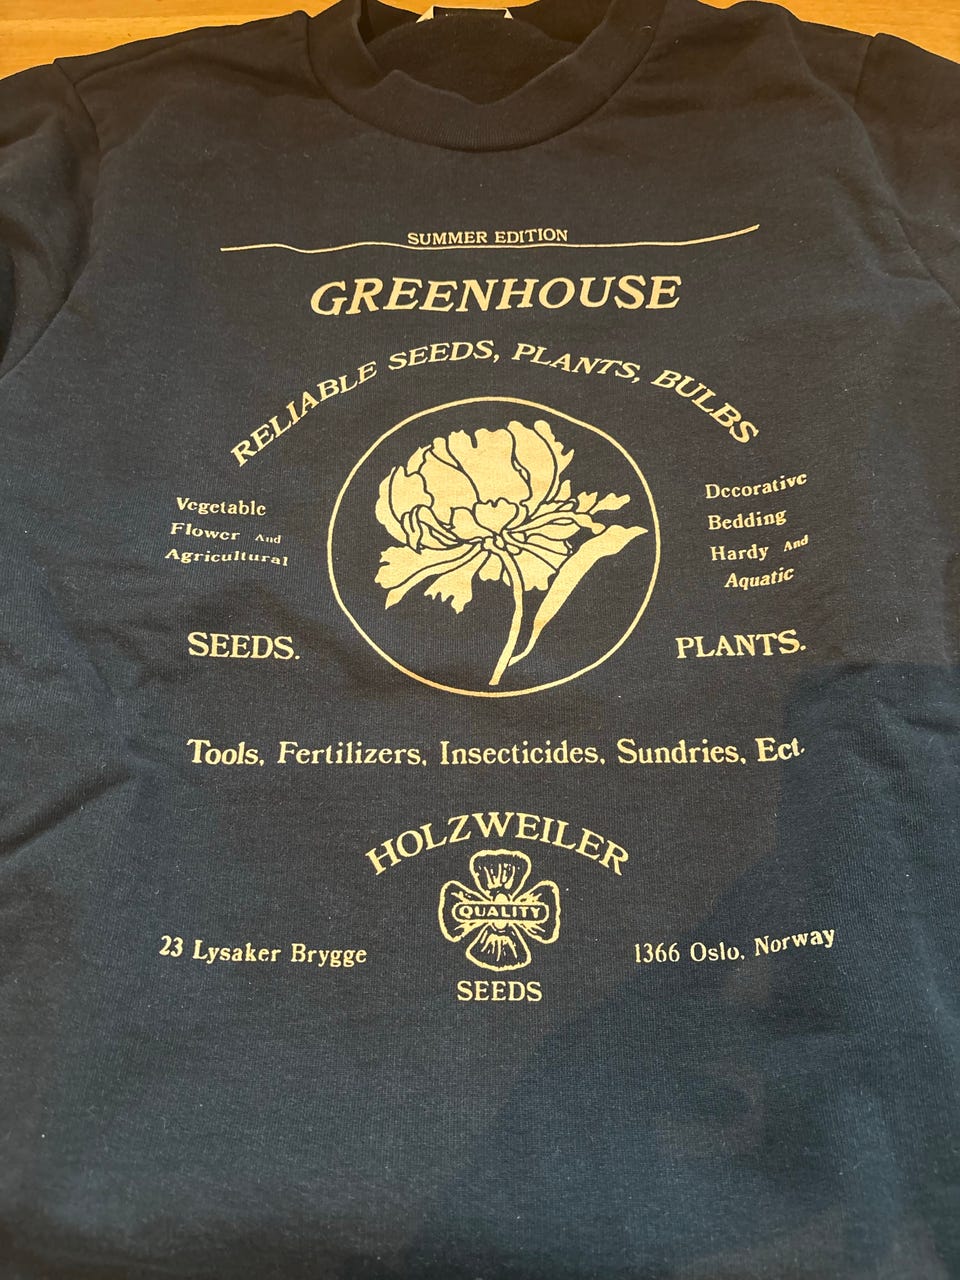 SUMMER EDITION
GREENHOUSE
RELIABLE SEEDS, PLANTS, BULBS
Vegetable
Flower And
Agricultural
SEEDS.
Decorative
Bedding
Hardy And
Aquatic
PLANTS.
Tools, Fertilizers, Insecticides, Sundries, Ect.
HOLZWEILER
QUALITY
SEEDS
23 Lysaker Brygge
1366 Oslo, Norway